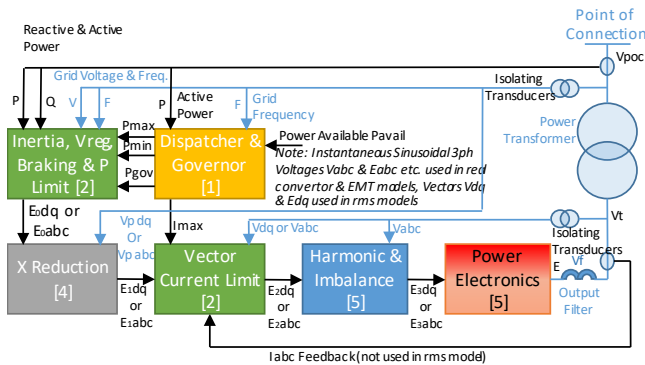 Reactive & Active
Power
Point of
Connection
Vpoc
Grid Voltage & Freq.
Isolating
Transducers
P
Q
V
F
P
Active
Power
F
Grid
Frequency
Power
Transformer
Pmax
Pmin
Pgov
Inertia, Vreg,
Braking & P
Limit [2]
Dispatcher &
Governor
[1]
Power Available Pavail
Note: Instantaneous Sinusoidal 3ph
Voltages Vabc & Eabc etc. used in red
convertor & EMT models, Vectors Vdq
& Edq used in rms models
E0dq or
E0abc
Vp dq
Or
Vp abc
Imax
Vdq or Vabc
Vabc
Vt
Isolating
Transducers
X Reduction
[4]
E1dq
or
E1abc
Vector
Current Limit
[2]
E2dq
or
E2abc
Harmonic &
Imbalance
[5]
E3dq
or
E3abc
Power
Electronics
[5]
E
Vf
Output
Filter
Iabc Feedback (not used in rms model)